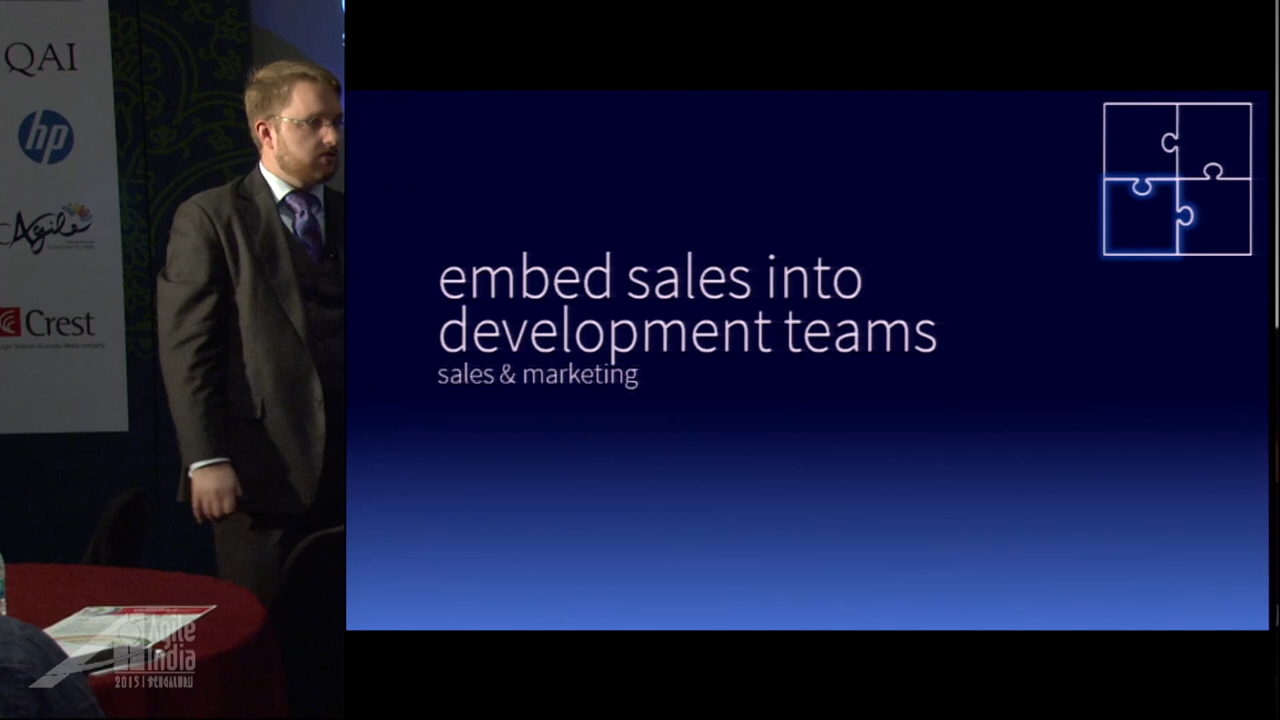 QAI
hp
Agile
Crest
embed sales into
development teams
sales & marketing
Agile
India
2015 | BENGALURU